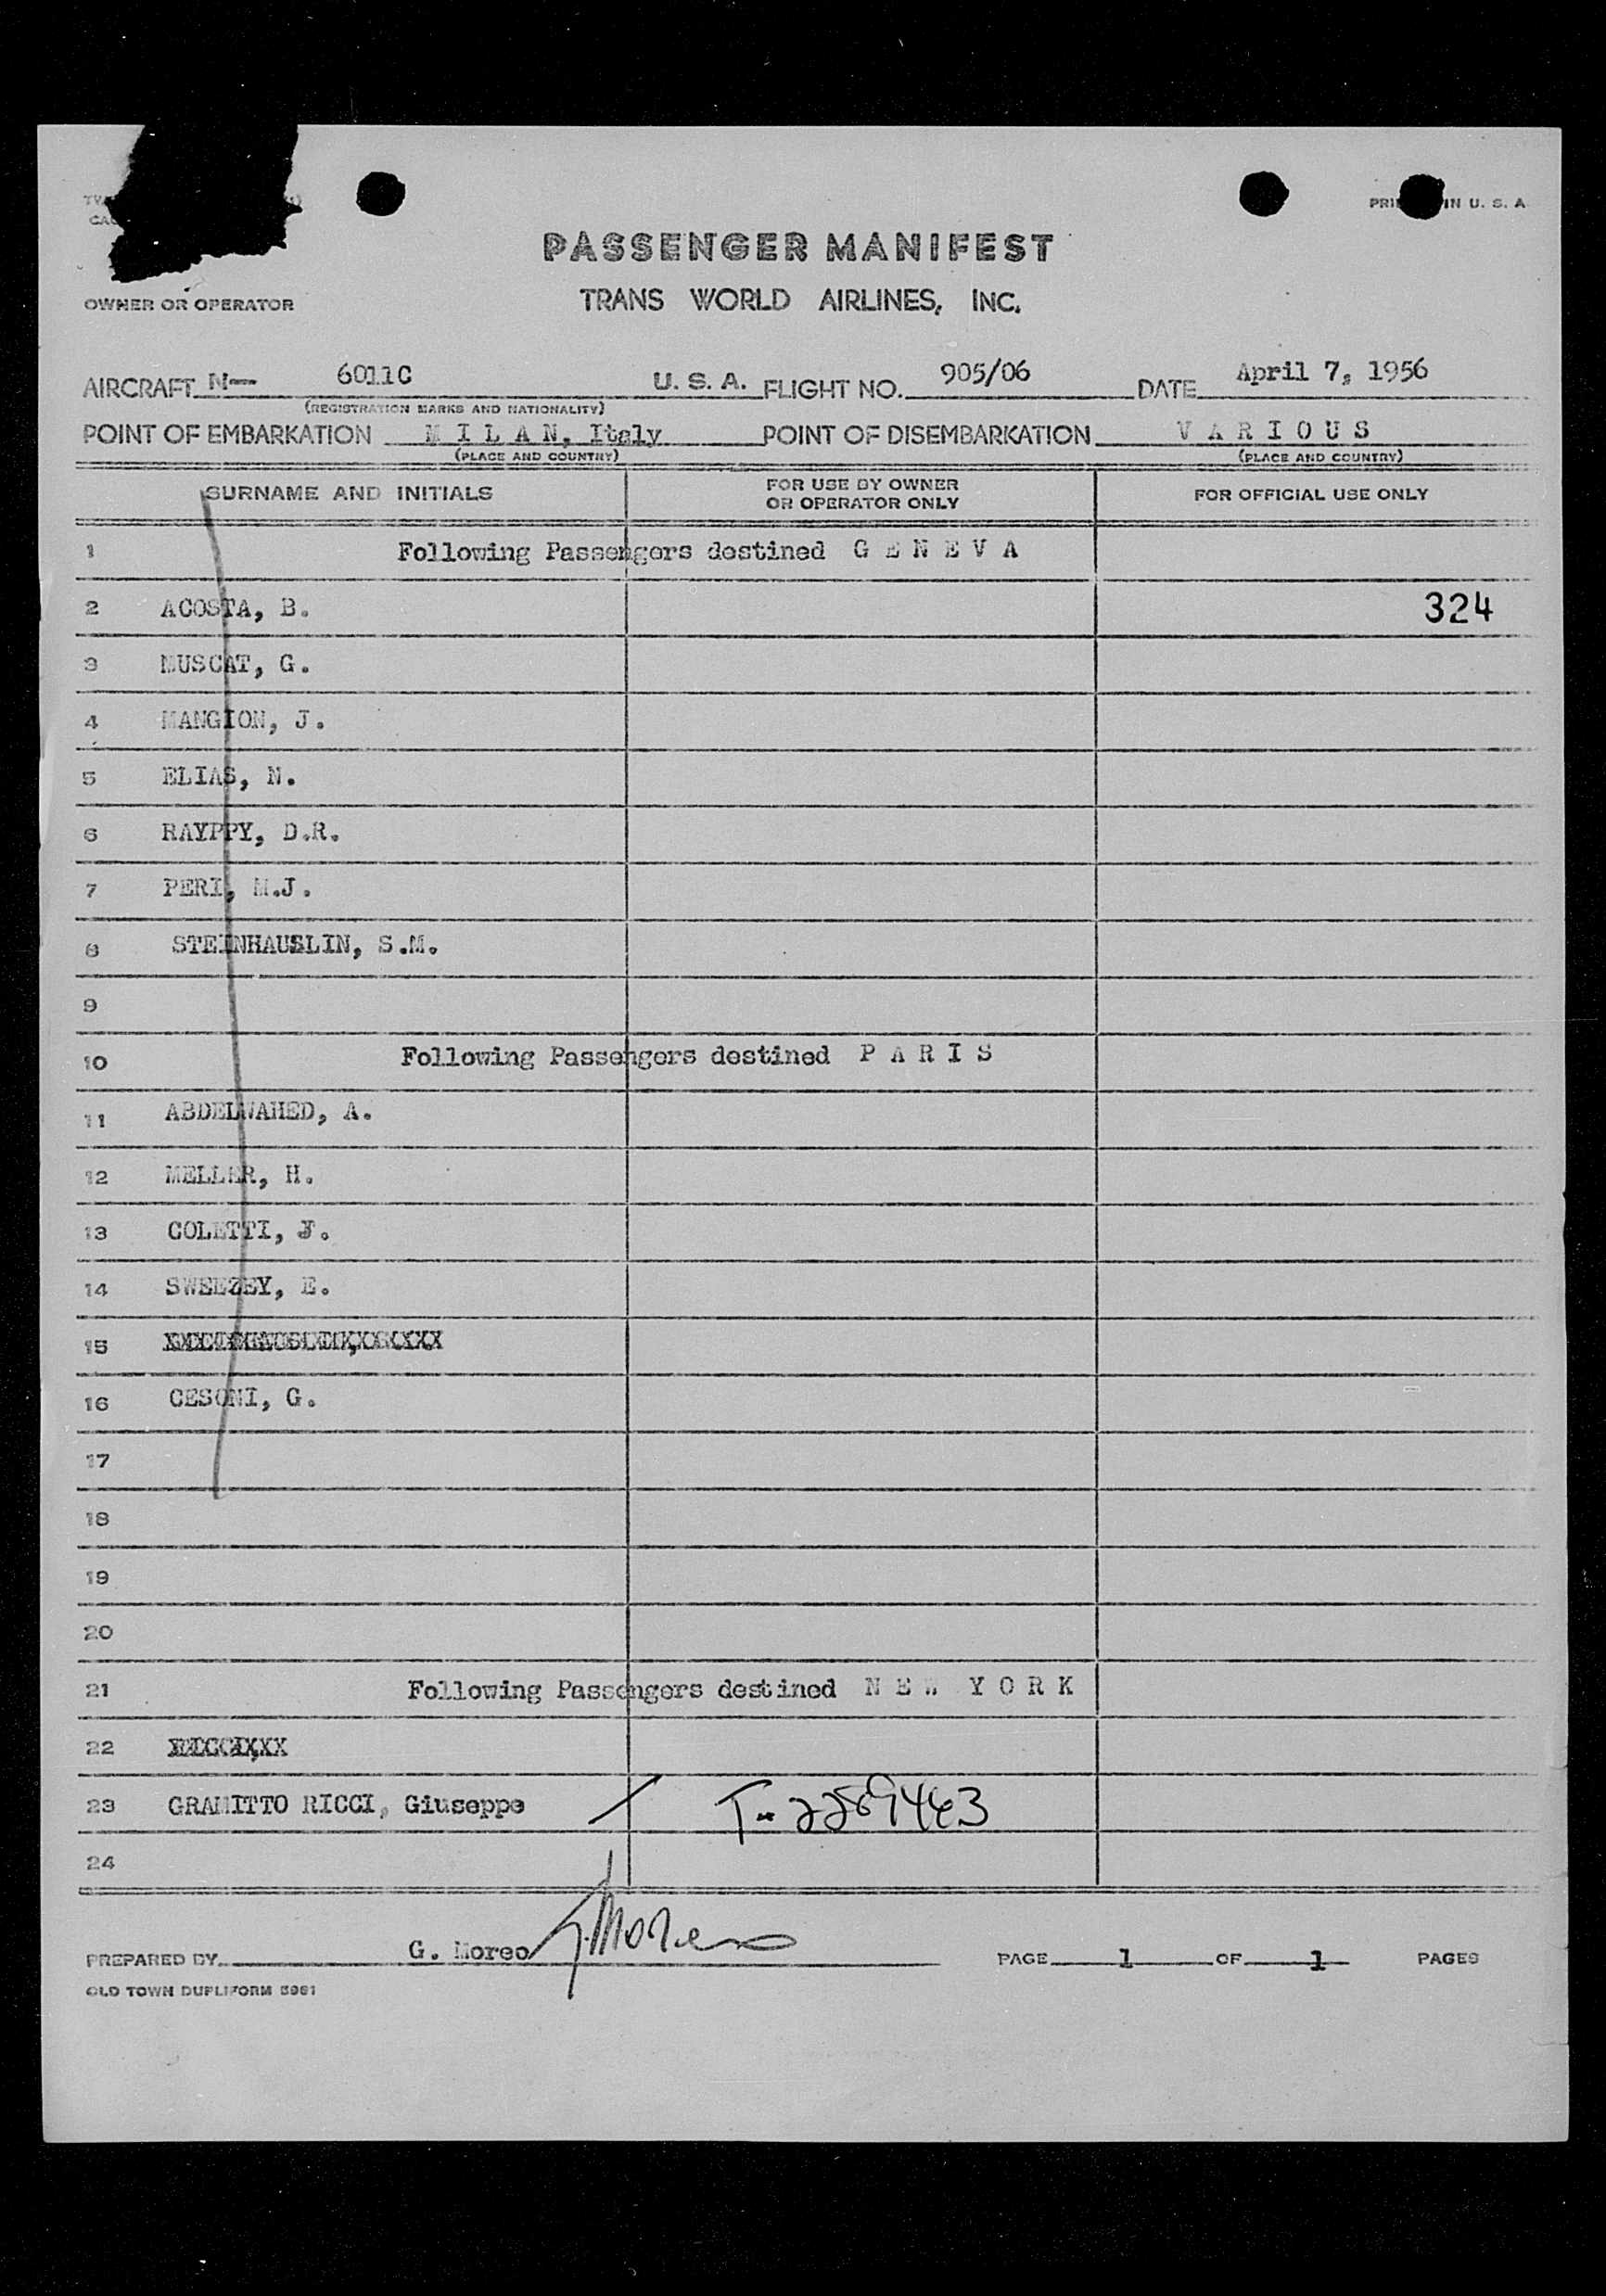 PASSENGER MANIFEST
TRANS WORLD AIRLINES, INC.
IN U. S. A.
OWNER OR OPERATOR
AIRCRAFT N— 6011C U. S. A. FLIGHT NO. 905/06 DATE April 7, 1956
(REGISTRATION MARKS AND NATIONALITY)
POINT OF EMBARKATION M I L A N, Italy POINT OF DISEMBARKATION V A R I O U S
(PLACE AND COUNTRY) (PLACE AND COUNTRY)
SURNAME AND INITIALS FOR USE BY OWNER OR OPERATOR ONLY FOR OFFICIAL USE ONLY
1 Following Passengers destined G E N E V A
2 ACOSTA, B. 324
3 MUSCAT, G.
4 MANGION, J.
5 ELIAS, N.
6 RAYPPY, D.R.
7 PERI, M.J.
8 STEINHAUSLIN, S.M.
9
10 Following Passengers destined P A R I S
11 ABDELWAHED, A.
12 MELLER, H.
13 COLETTI, J.
14 SWEEZEY, E.
15
16 CESONI, G.
17
18
19
20
21 Following Passengers destined N E W Y O R K
22
23 GRAMITTO RICCI, Giuseppe / T-2289443
24
PREPARED BY G. Moreo G. Moreo PAGE 1 OF 1 PAGES
OLD TOWN DUPLIFORM 5961